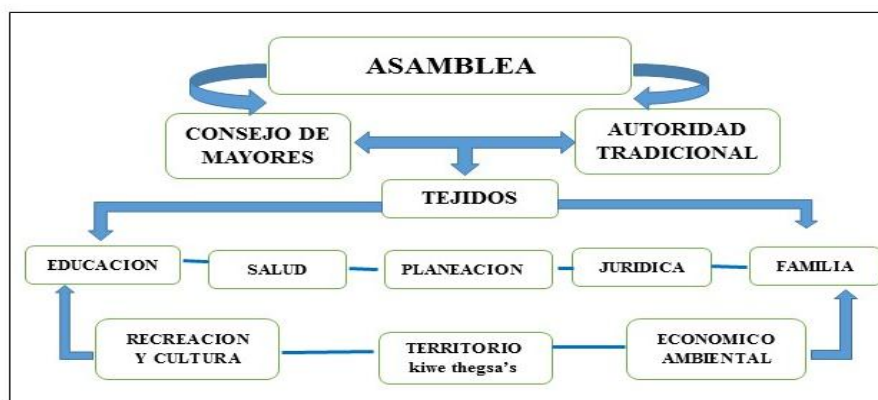 ASAMBLEA
CONSEJO DE
MAYORES
AUTORIDAD
TRADICIONAL
TEJIDOS
EDUCACION
SALUD
PLANEACION
JURIDICA
FAMILIA
RECREACION
Y CULTURA
TERRITORIO
kiwe thegsa's
ECONOMICO
AMBIENTAL